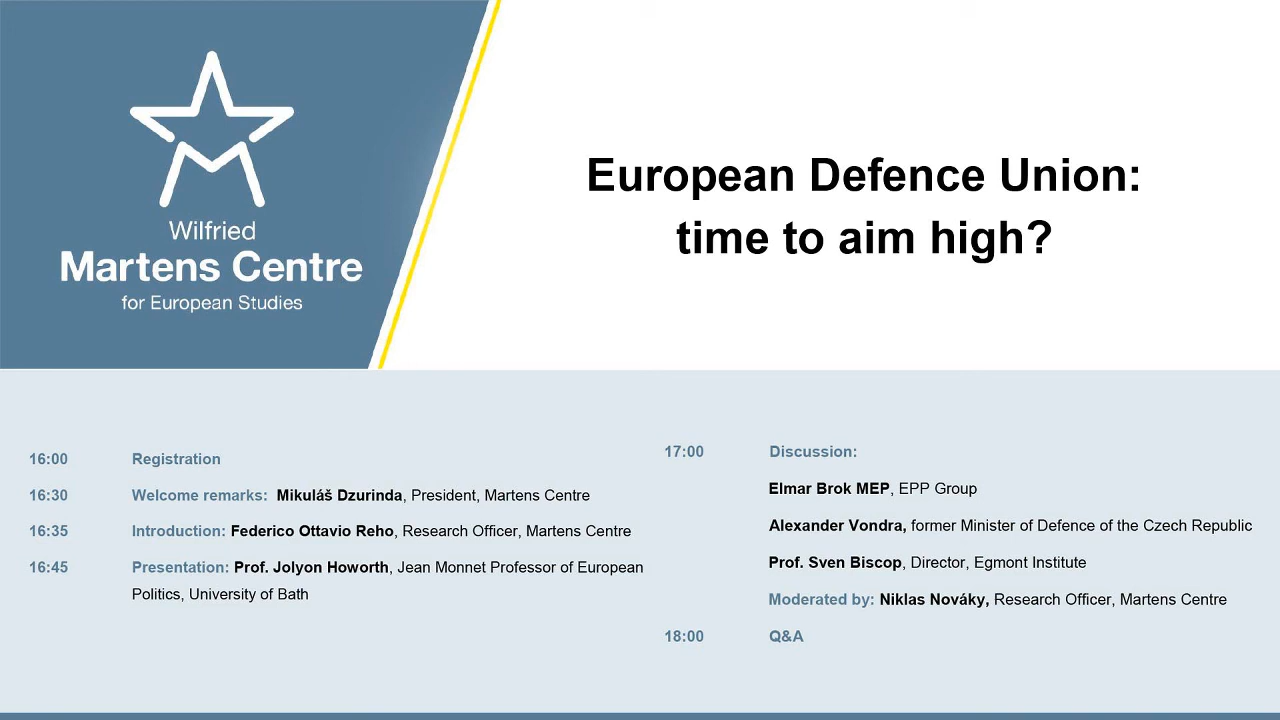 Wilfried
Martens Centre
for European Studies
European Defence Union:
time to aim high?
16:00 Registration
16:30 Welcome remarks: Mikuláš Dzurinda, President, Martens Centre
16:35 Introduction: Federico Ottavio Reho, Research Officer, Martens Centre
16:45 Presentation: Prof. Jolyon Howorth, Jean Monnet Professor of European
Politics, University of Bath
17:00 Discussion:
Elmar Brok MEP, EPP Group
Alexander Vondra, former Minister of Defence of the Czech Republic
Prof. Sven Biscop, Director, Egmont Institute
Moderated by: Niklas Nováky, Research Officer, Martens Centre
18:00 Q&A